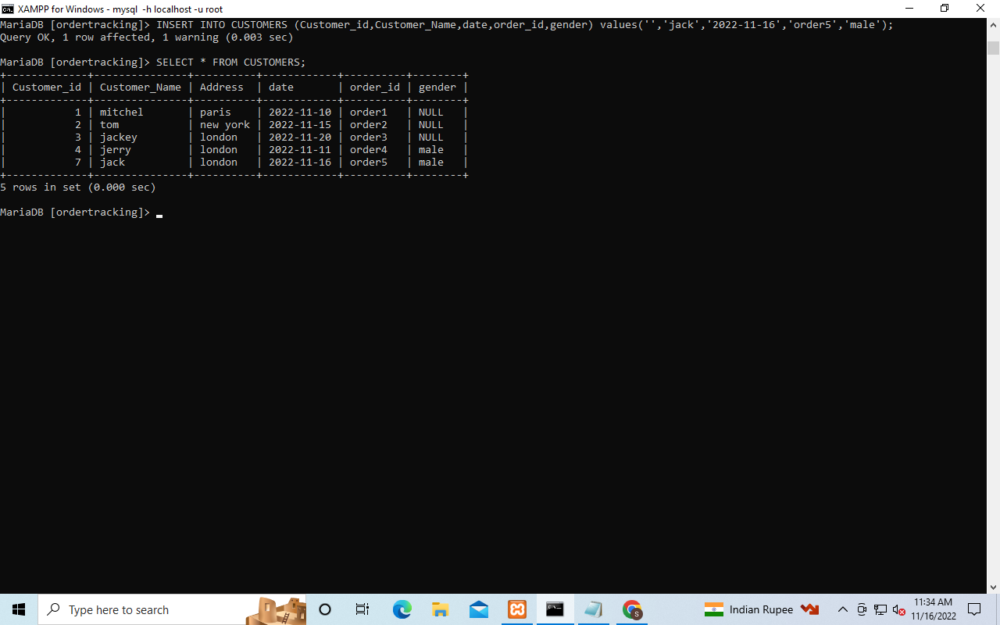 XAMPP for Windows - mysql  -h localhost -u root
MariaDB [ordertracking]> INSERT INTO CUSTOMERS (Customer_id,Customer_Name,date,order_id,gender) values('','jack','2022-11-16','order5','male');
Query OK, 1 row affected, 1 warning (0.003 sec)

MariaDB [ordertracking]> SELECT * FROM CUSTOMERS;
+-------------+---------------+----------+------------+----------+--------+
| Customer_id | Customer_Name | Address  | date       | order_id | gender |
+-------------+---------------+----------+------------+----------+--------+
|           1 | mitchel       | paris    | 2022-11-10 | order1   | NULL   |
|           2 | tom           | new york | 2022-11-15 | order2   | NULL   |
|           3 | jackey        | london   | 2022-11-20 | order3   | NULL   |
|           4 | jerry         | london   | 2022-11-11 | order4   | male   |
|           7 | jack          | london   | 2022-11-16 | order5   | male   |
+-------------+---------------+----------+------------+----------+--------+
5 rows in set (0.000 sec)

MariaDB [ordertracking]> _
Type here to search
Indian Rupee
11:34 AM
11/16/2022